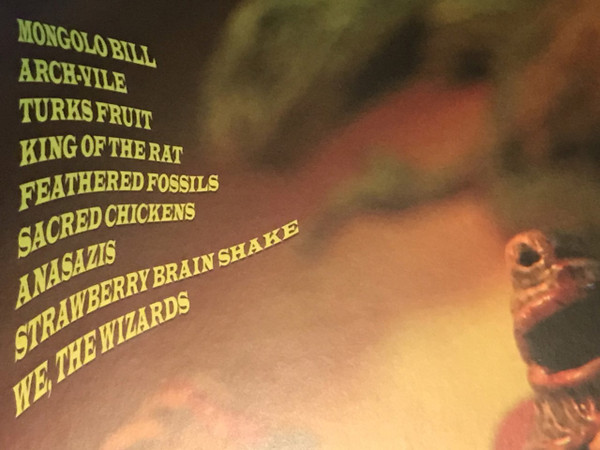 MONGOLO BILL
ARCH-VILE
TURKS FRUIT
KING OF THE RAT
FEATHERED FOSSILS
SACRED CHICKENS
ANASAZIS
STRAWBERRY BRAIN SHAKE
WE, THE WIZARDS